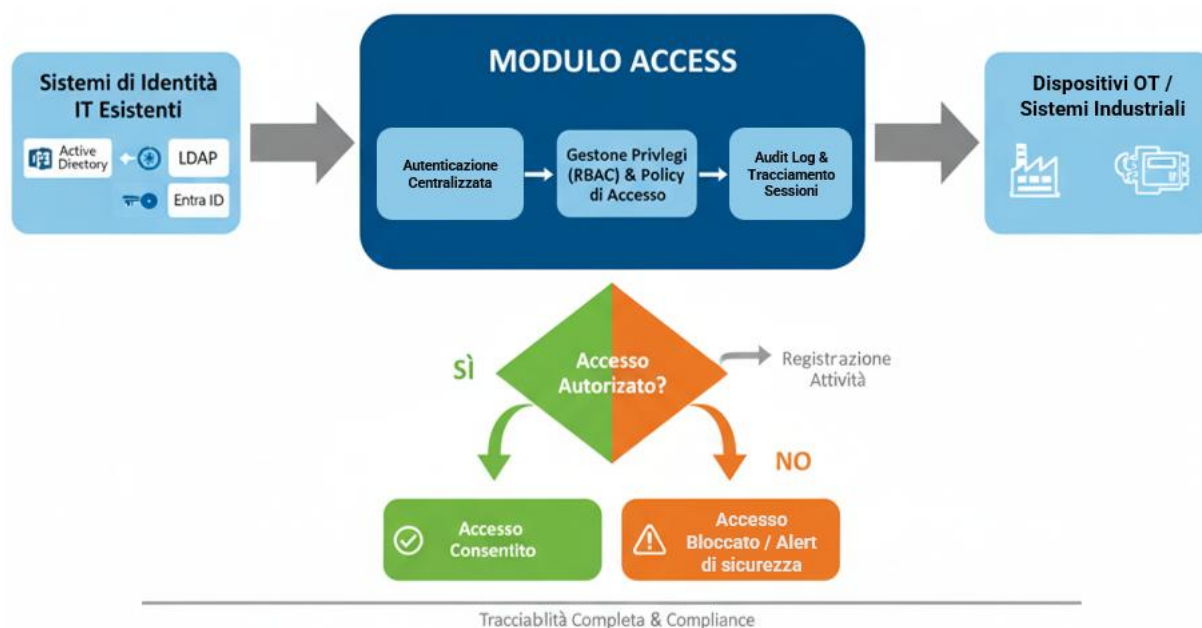 Sistemi di Identità
IT Esistenti
Active
Directory
LDAP
Entra ID
MODULO ACCESS
Autenticazione
Centralizzata
Gestone Privlegi
(RBAC) & Policy
di Accesso
Audit Log &
Tracciamento
Sessioni
Dispositivi OT /
Sistemi Industriali
Accesso
Autorizato?
SÌ
NO
Registrazione
Attività
Accesso
Consentito
Accesso
Bloccato / Alert
di sicurezza
Tracciablità Completa & Compliance